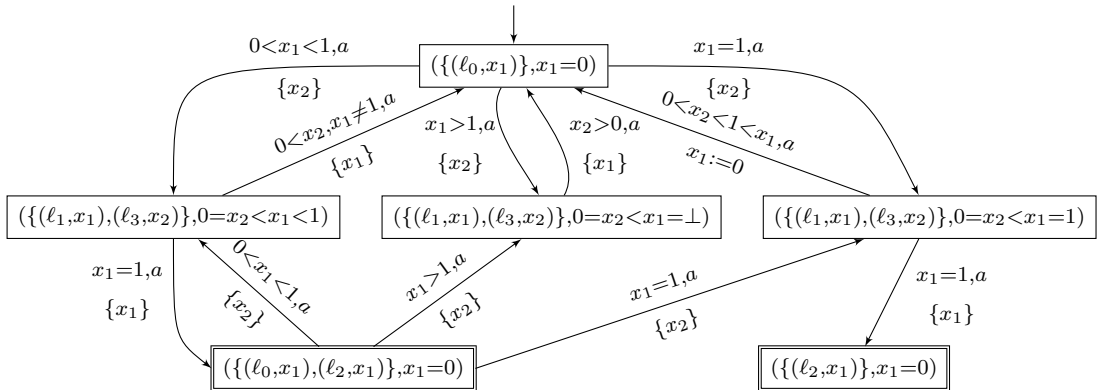 ({(ℓ₀,x₁)},x₁=0)
0<x₁<1,a
{x₂}
x₁=1,a
{x₂}
0<x₂,x₁≠1,a
{x₁}
x₁>1,a
{x₂}
x₂>0,a
{x₁}
0<x₂<1<x₁,a
x₁:=0
({(ℓ₁,x₁),(ℓ₃,x₂)},0=x₂<x₁<1)
({(ℓ₁,x₁),(ℓ₃,x₂)},0=x₂<x₁=⊥)
({(ℓ₁,x₁),(ℓ₃,x₂)},0=x₂<x₁=1)
x₁=1,a
{x₁}
0<x₁<1,a
{x₂}
x₁>1,a
{x₂}
x₁=1,a
{x₂}
x₁=1,a
{x₁}
({(ℓ₀,x₁),(ℓ₂,x₁)},x₁=0)
({(ℓ₂,x₁)},x₁=0)